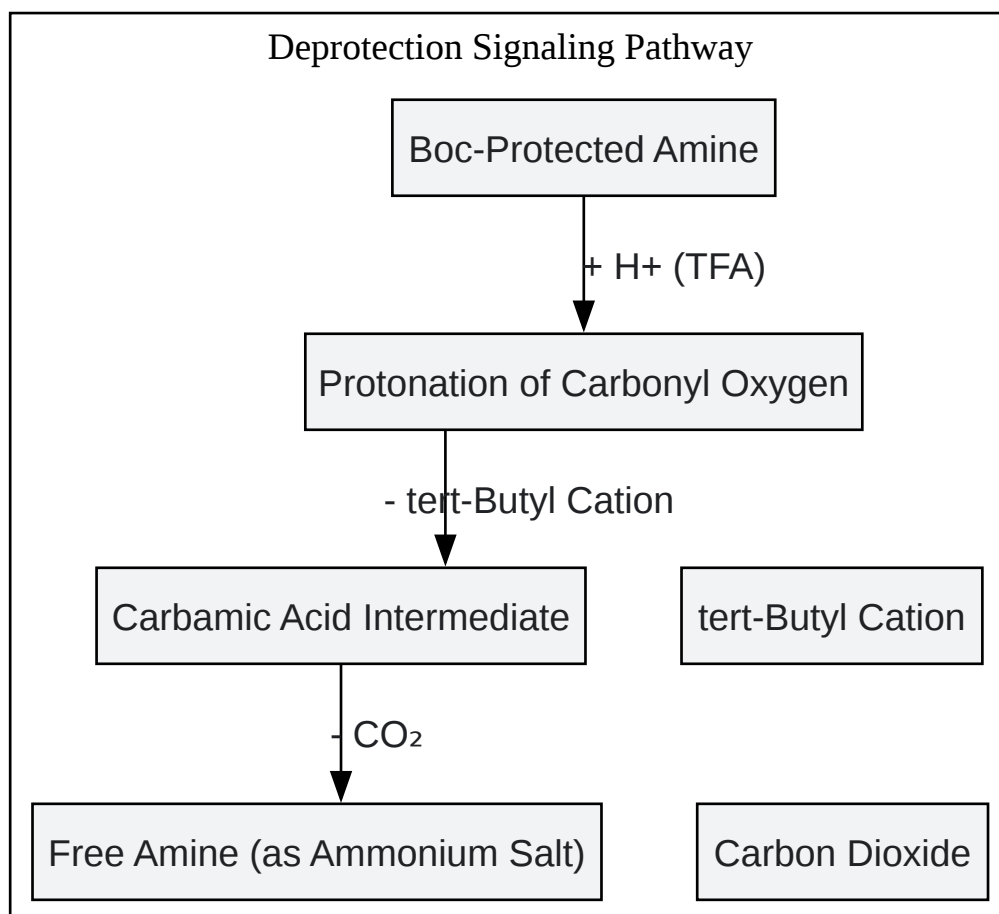 Deprotection Signaling Pathway
Boc-Protected Amine
+ H+ (TFA)
Protonation of Carbonyl Oxygen
- tert-Butyl Cation
Carbamic Acid Intermediate
tert-Butyl Cation
- CO₂
Free Amine (as Ammonium Salt)
Carbon Dioxide